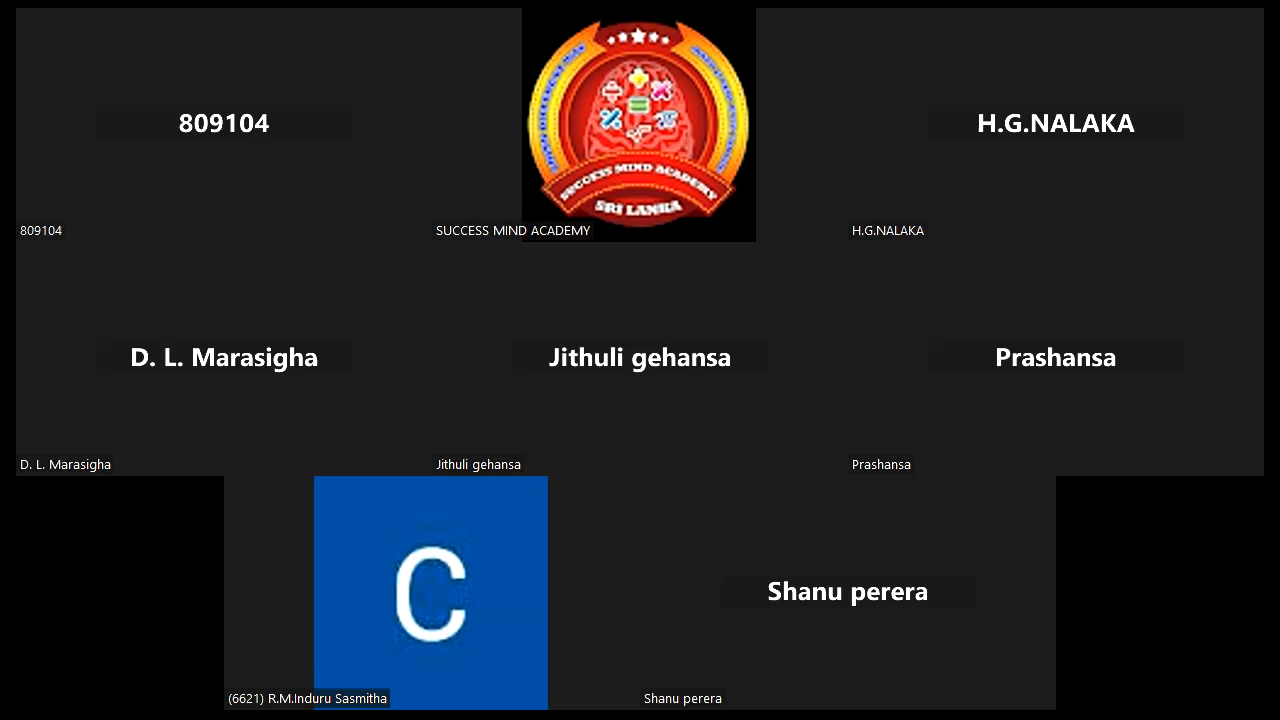 809104
809104
SUCCESS MIND ACADEMY
SRI LANKA
SUCCESS MIND ACADEMY
H.G.NALAKA
H.G.NALAKA
D. L. Marasigha
D. L. Marasigha
Jithuli gehansa
Jithuli gehansa
Prashansa
Prashansa
C
(6621) R.M.Induru Sasmitha
Shanu perera
Shanu perera